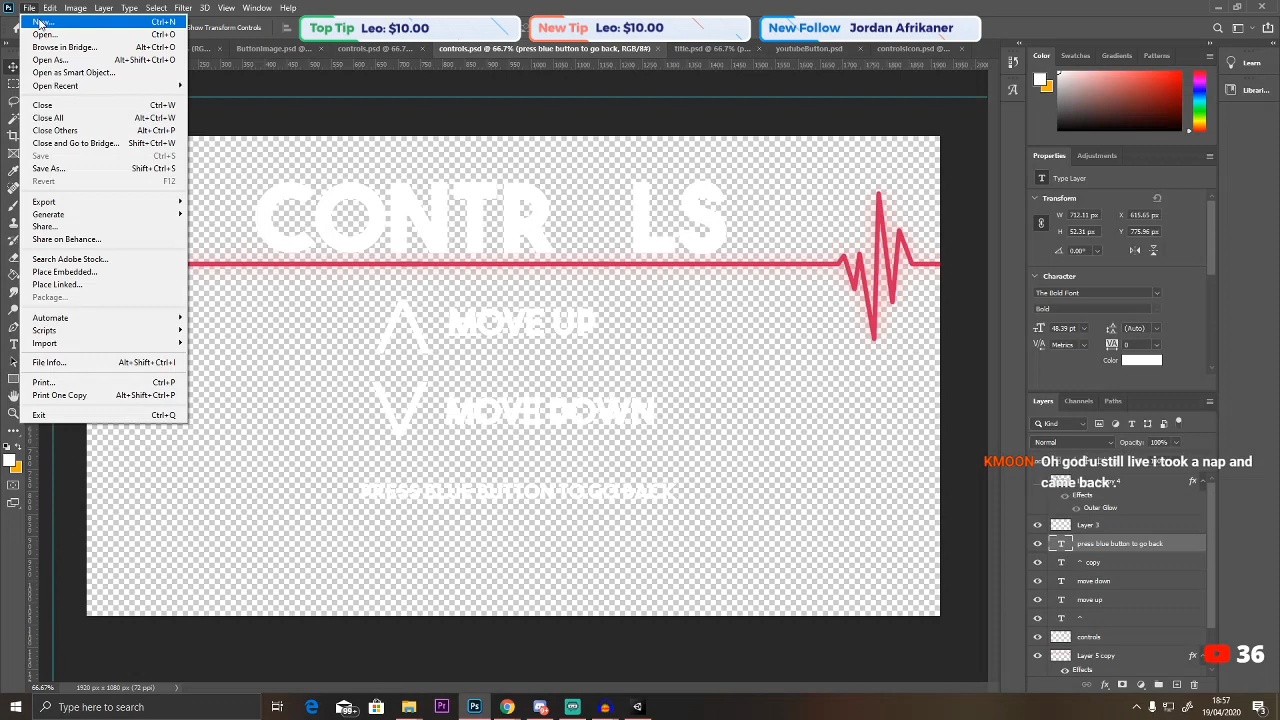 File Edit Image Layer Type Select Filter 3D View Window Help
Top Tip Leo: $10.00
New Tip Leo: $10.00
New Follow Jordan Afrikaner
Transform Controls
ButtonImage.psd @ controls.psd @ 66.7... controls.psd @ 66.7% (press blue button to go back, RGB/8#) title.psd @ 66.7% (p... youtubeButton.psd controlsIcon.psd @ ...
New... Ctrl+N
Open... Ctrl+O
Browse in Bridge... Alt+Ctrl+O
Open As... Alt+Shift+Ctrl+O
Open as Smart Object...
Open Recent
Close Ctrl+W
Close All Alt+Ctrl+W
Close Others Alt+Ctrl+P
Close and Go to Bridge... Shift+Ctrl+W
Save Ctrl+S
Save As... Shift+Ctrl+S
Revert F12
Export
Generate
Share...
Share on Behance...
Search Adobe Stock...
Place Embedded...
Place Linked...
Package...
Automate
Scripts
Import
File Info... Alt+Shift+Ctrl+I
Print... Ctrl+P
Print One Copy Alt+Shift+Ctrl+P
Exit Ctrl+Q
CONTR LS
MOVE UP
MOVE DOWN
Color Swatches Gradients Patterns
Learn
Librari...
Properties Adjustments
Type Layer
Transform
W 712.11 px X 615.65 px
H 52.31 px Y 775.96 px
0.00°
Character
The Bold Font
Bold
48.39 pt (Auto)
Metrics 0
Color
Layers Channels Paths
Kind
Normal Opacity: 100%
KMOON Oh god u still live i took a nap and
came back .
Effects
Outer Glow
Layer 3
press blue button to go back
^ copy
move down
move up
^
controls
Layer 5 copy
Effects
36
66.67% 1920 px x 1080 px (72 ppi)
Type here to search
99+
18:57
19/04/2020